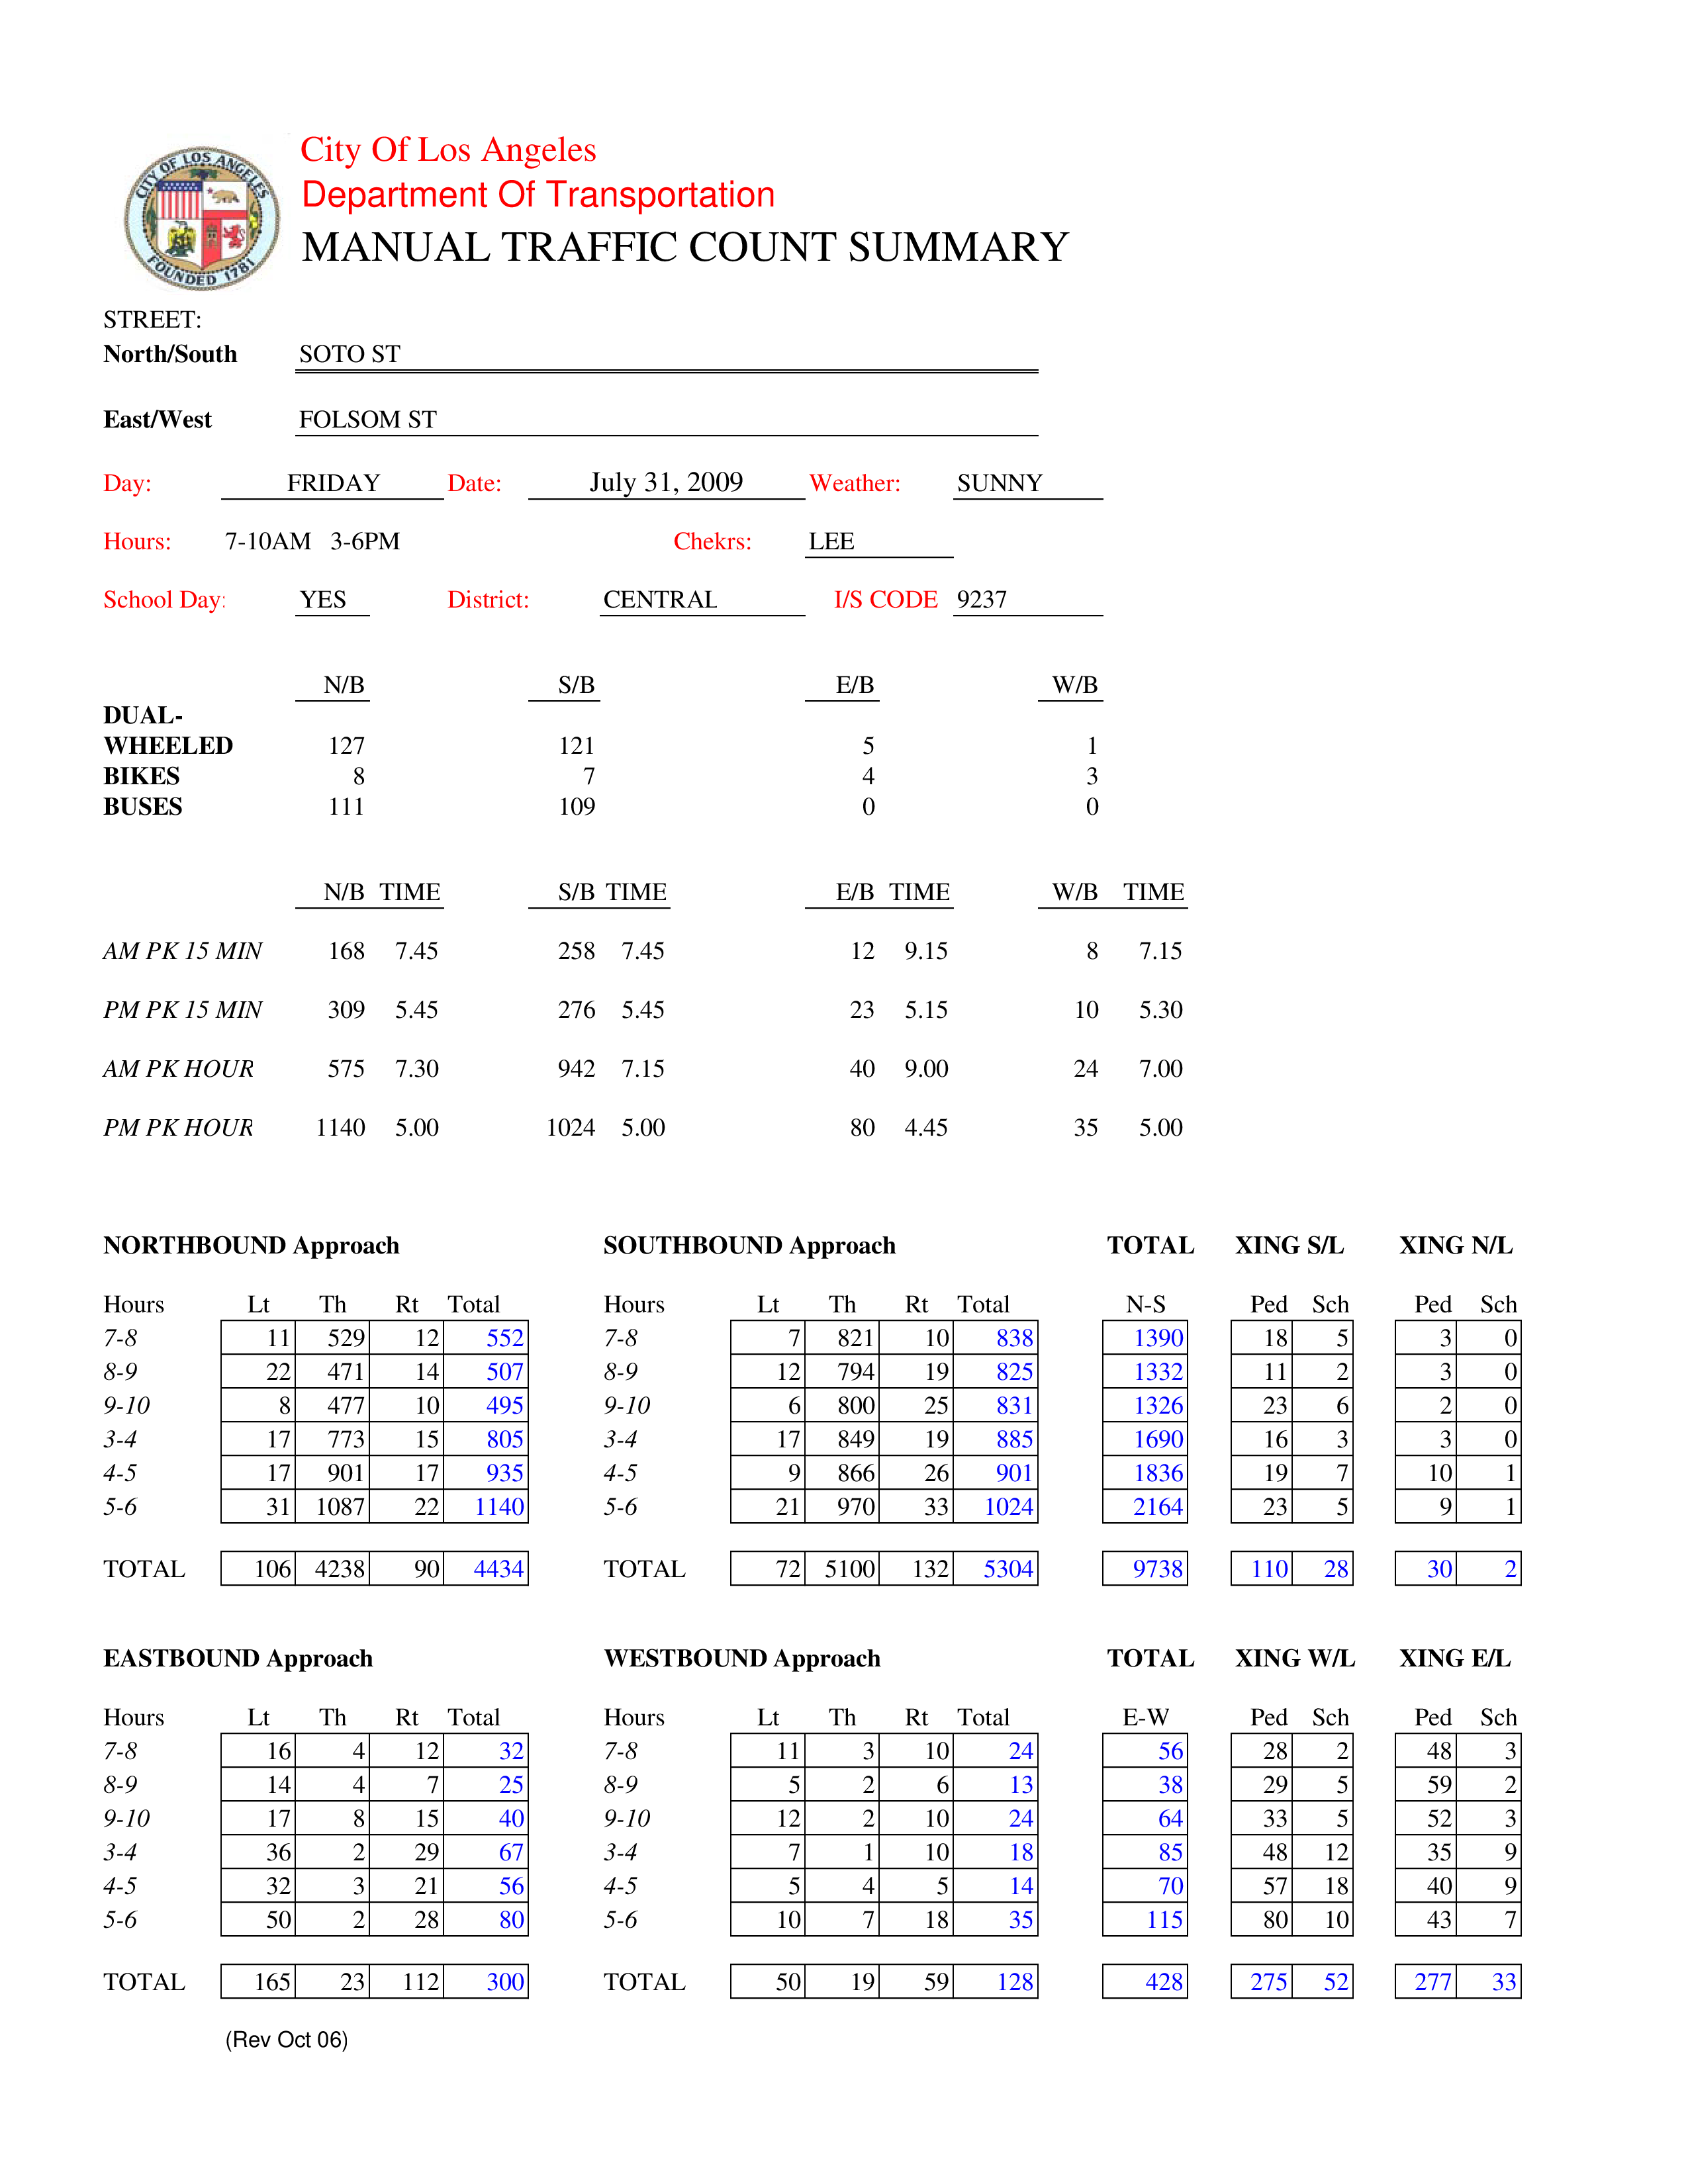 CITY OF LOS ANGELES
FOUNDED 1781
City Of Los Angeles
Department Of Transportation
MANUAL TRAFFIC COUNT SUMMARY
STREET:
North/South SOTO ST
East/West FOLSOM ST
Day: FRIDAY Date: July 31, 2009 Weather: SUNNY
Hours: 7-10AM 3-6PM Chekrs: LEE
School Day: YES District: CENTRAL I/S CODE 9237
N/B S/B E/B W/B
DUAL-
WHEELED 127 121 5 1
BIKES 8 7 4 3
BUSES 111 109 0 0
N/B TIME S/B TIME E/B TIME W/B TIME
AM PK 15 MIN 168 7.45 258 7.45 12 9.15 8 7.15
PM PK 15 MIN 309 5.45 276 5.45 23 5.15 10 5.30
AM PK HOUR 575 7.30 942 7.15 40 9.00 24 7.00
PM PK HOUR 1140 5.00 1024 5.00 80 4.45 35 5.00
NORTHBOUND Approach SOUTHBOUND Approach TOTAL XING S/L XING N/L
Hours Lt Th Rt Total Hours Lt Th Rt Total N-S Ped Sch Ped Sch
7-8 11 529 12 552 7-8 7 821 10 838 1390 18 5 3 0
8-9 22 471 14 507 8-9 12 794 19 825 1332 11 2 3 0
9-10 8 477 10 495 9-10 6 800 25 831 1326 23 6 2 0
3-4 17 773 15 805 3-4 17 849 19 885 1690 16 3 3 0
4-5 17 901 17 935 4-5 9 866 26 901 1836 19 7 10 1
5-6 31 1087 22 1140 5-6 21 970 33 1024 2164 23 5 9 1
TOTAL 106 4238 90 4434 TOTAL 72 5100 132 5304 9738 110 28 30 2
EASTBOUND Approach WESTBOUND Approach TOTAL XING W/L XING E/L
Hours Lt Th Rt Total Hours Lt Th Rt Total E-W Ped Sch Ped Sch
7-8 16 4 12 32 7-8 11 3 10 24 56 28 2 48 3
8-9 14 4 7 25 8-9 5 2 6 13 38 29 5 59 2
9-10 17 8 15 40 9-10 12 2 10 24 64 33 5 52 3
3-4 36 2 29 67 3-4 7 1 10 18 85 48 12 35 9
4-5 32 3 21 56 4-5 5 4 5 14 70 57 18 40 9
5-6 50 2 28 80 5-6 10 7 18 35 115 80 10 43 7
TOTAL 165 23 112 300 TOTAL 50 19 59 128 428 275 52 277 33
(Rev Oct 06)